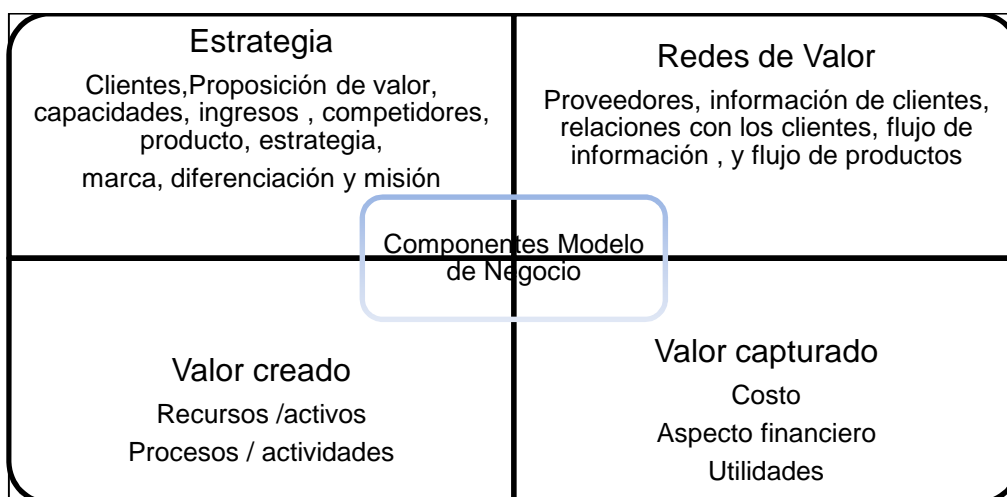 Estrategia
Clientes,Proposición de valor,
capacidades, ingresos , competidores,
producto, estrategia,
marca, diferenciación y misión
Redes de Valor
Proveedores, información de clientes,
relaciones con los clientes, flujo de
información , y flujo de productos
Componentes Modelo
de Negocio
Valor creado
Recursos /activos
Procesos / actividades
Valor capturado
Costo
Aspecto financiero
Utilidades